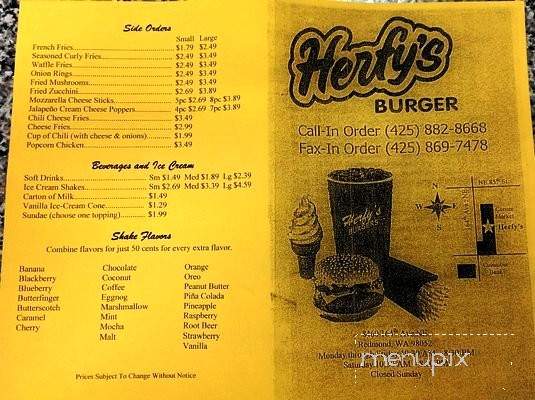 Side Orders
Small Large
French Fries $1.79 $2.49
Seasoned Curly Fries $2.49 $3.49
Waffle Fries $2.49 $3.49
Onion Rings $2.49 $3.49
Fried Mushrooms $2.49 $3.49
Fried Zucchini $2.69 $3.89
Mozzarella Cheese Sticks 5pc $2.69 8pc $3.89
Jalapeño Cream Cheese Poppers 4pc $2.69 7pc $3.89
Chili Cheese Fries $3.49
Cheese Fries $2.99
Cup of Chili (with cheese & onions) $1.99
Popcorn Chicken $3.49
Beverages and Ice Cream
Soft Drinks Sm $1.49 Med $1.89 Lg $2.39
Ice Cream Shakes Sm $2.69 Med $3.39 Lg $4.59
Carton of Milk $1.49
Vanilla Ice-Cream Cone $1.29
Sundae (choose one topping) $1.99
Shake Flavors
Combine flavors for just 50 cents for every extra flavor.
Banana Chocolate Orange
Blackberry Coconut Oreo
Blueberry Coffee Peanut Butter
Butterfinger Eggnog Piña Colada
Butterscotch Marshmallow Pineapple
Caramel Mint Raspberry
Cherry Mocha Root Beer
Malt Strawberry
Vanilla
Prices Subject To Change Without Notice
Herfy's
BURGER
Call-In Order (425) 882-8668
Fax-In Order (425) 869-7478
Herfy's
N
W E
S
Market
Herfy's
Bank
Redmond, WA 98052
Monday
Saturday
Closed Sunday
menupix